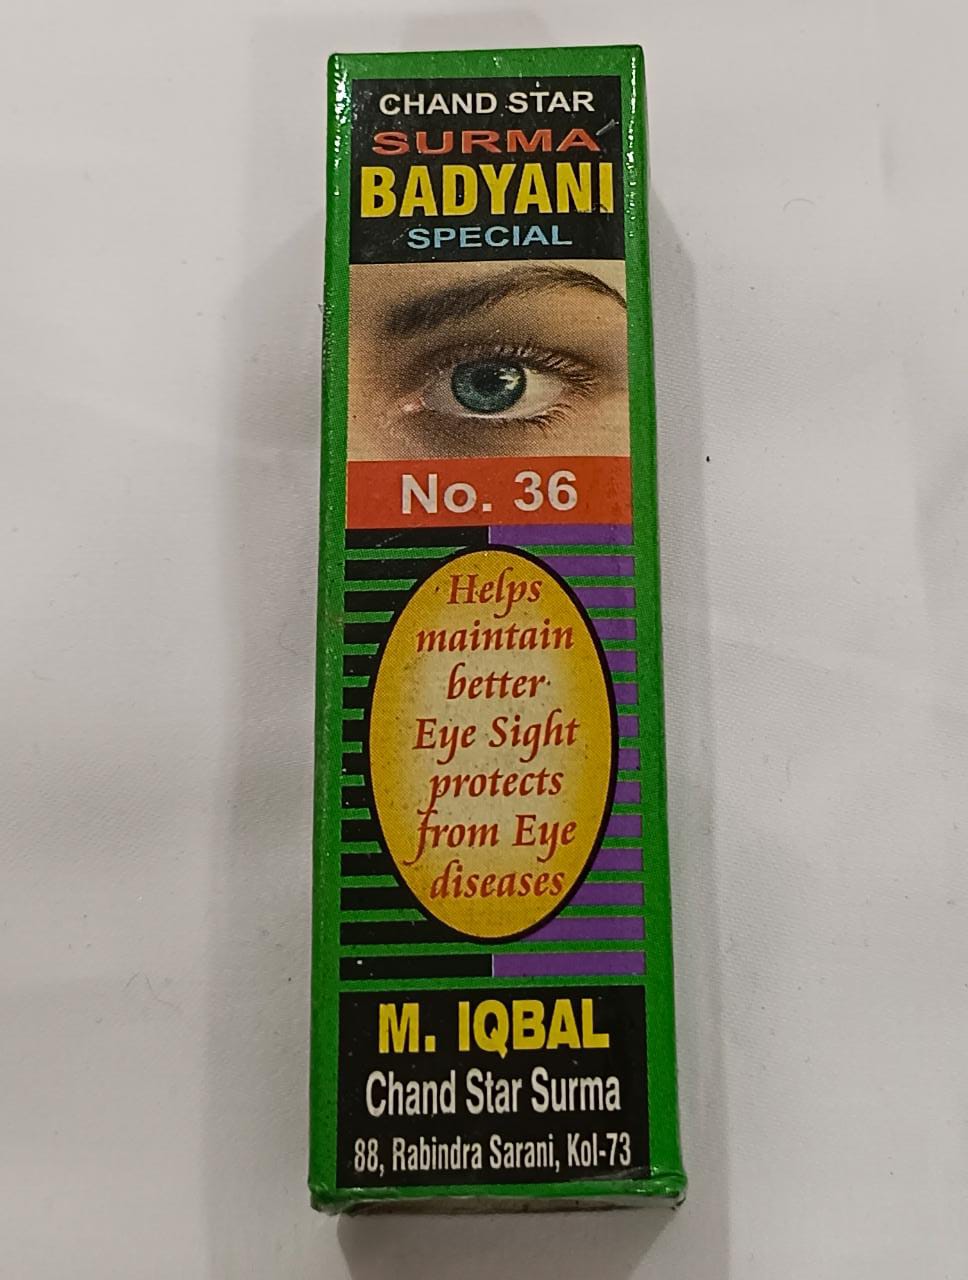 CHAND STAR
SURMA
BADYANI
SPECIAL
No. 36
Helps
maintain
better
Eye Sight
protects
from Eye
diseases
M. IQBAL
Chand Star Surma
88, Rabindra Sarani, Kol-73